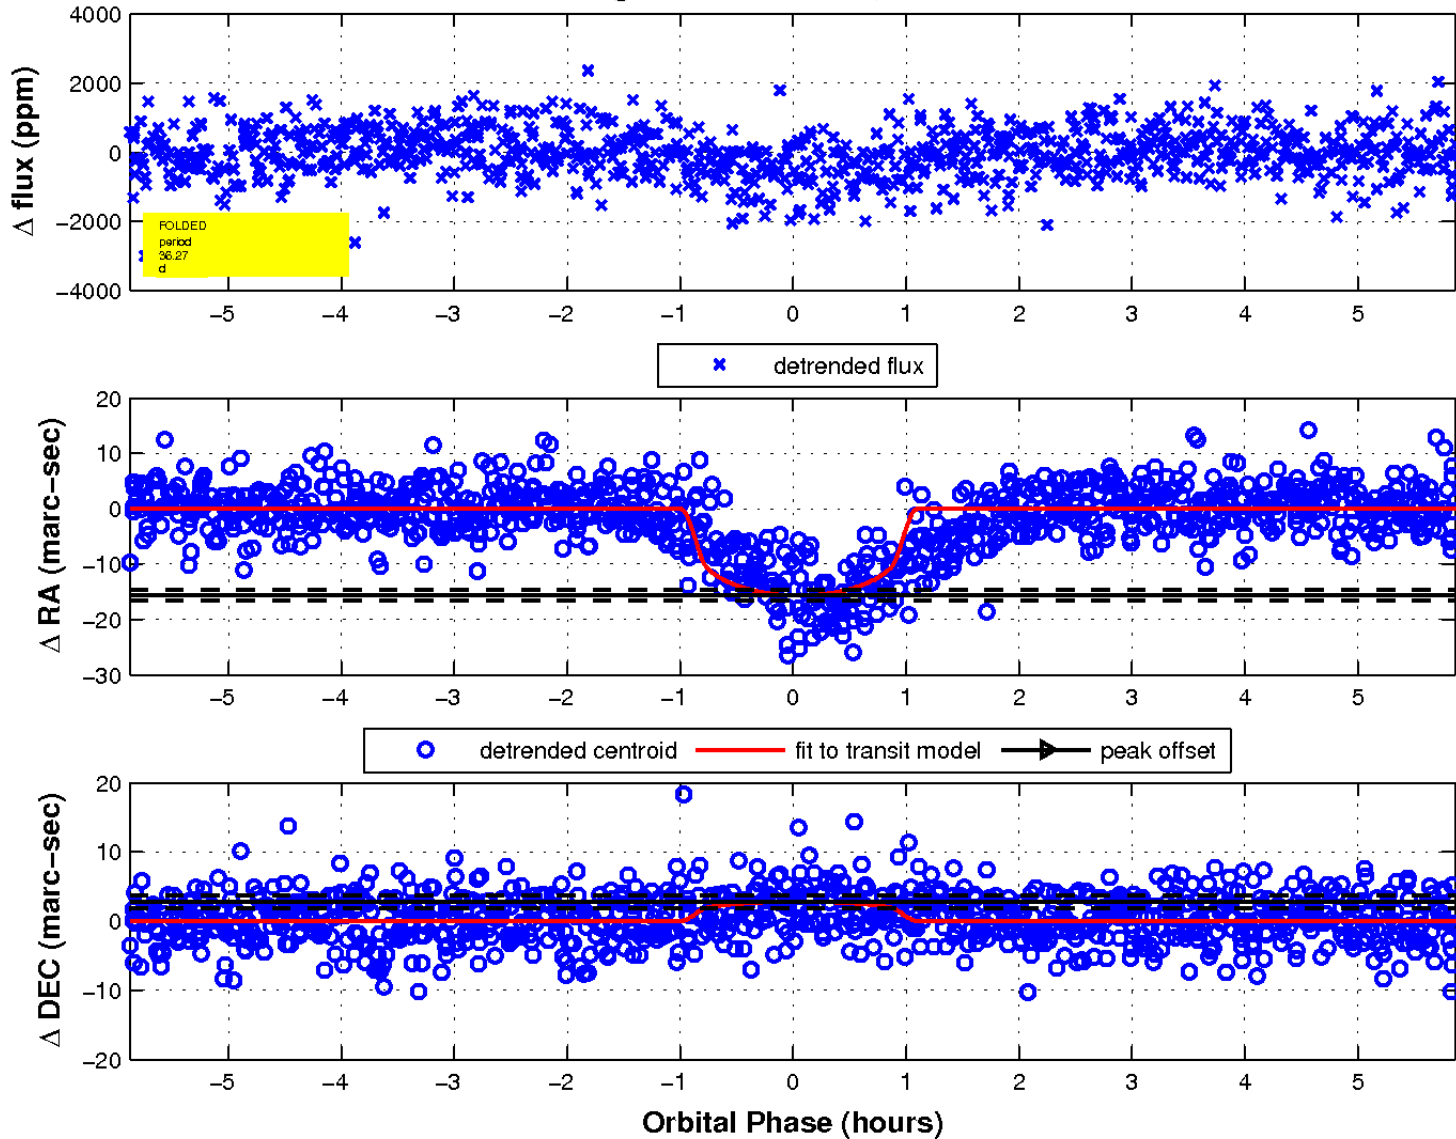 4000
2000
0
−2000
−4000
Δ flux (ppm)
FOLDED
period
36.27
d
−5 −4 −3 −2 −1 0 1 2 3 4 5
detrended flux
20
10
0
−10
−20
−30
Δ RA (marc−sec)
−5 −4 −3 −2 −1 0 1 2 3 4 5
detrended centroid fit to transit model peak offset
20
10
0
−10
−20
Δ DEC (marc−sec)
−5 −4 −3 −2 −1 0 1 2 3 4 5
Orbital Phase (hours)